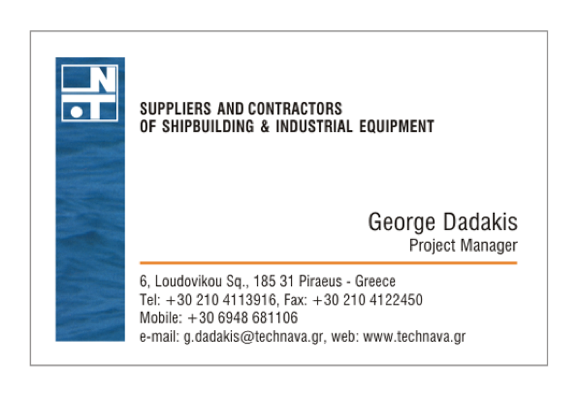 N
T
SUPPLIERS AND CONTRACTORS
OF SHIPBUILDING & INDUSTRIAL EQUIPMENT
George Dadakis
Project Manager
6, Loudovikou Sq., 185 31 Piraeus - Greece
Tel: +30 210 4113916, Fax: +30 210 4122450
Mobile: +30 6948 681106
e-mail: g.dadakis@technava.gr, web: www.technava.gr